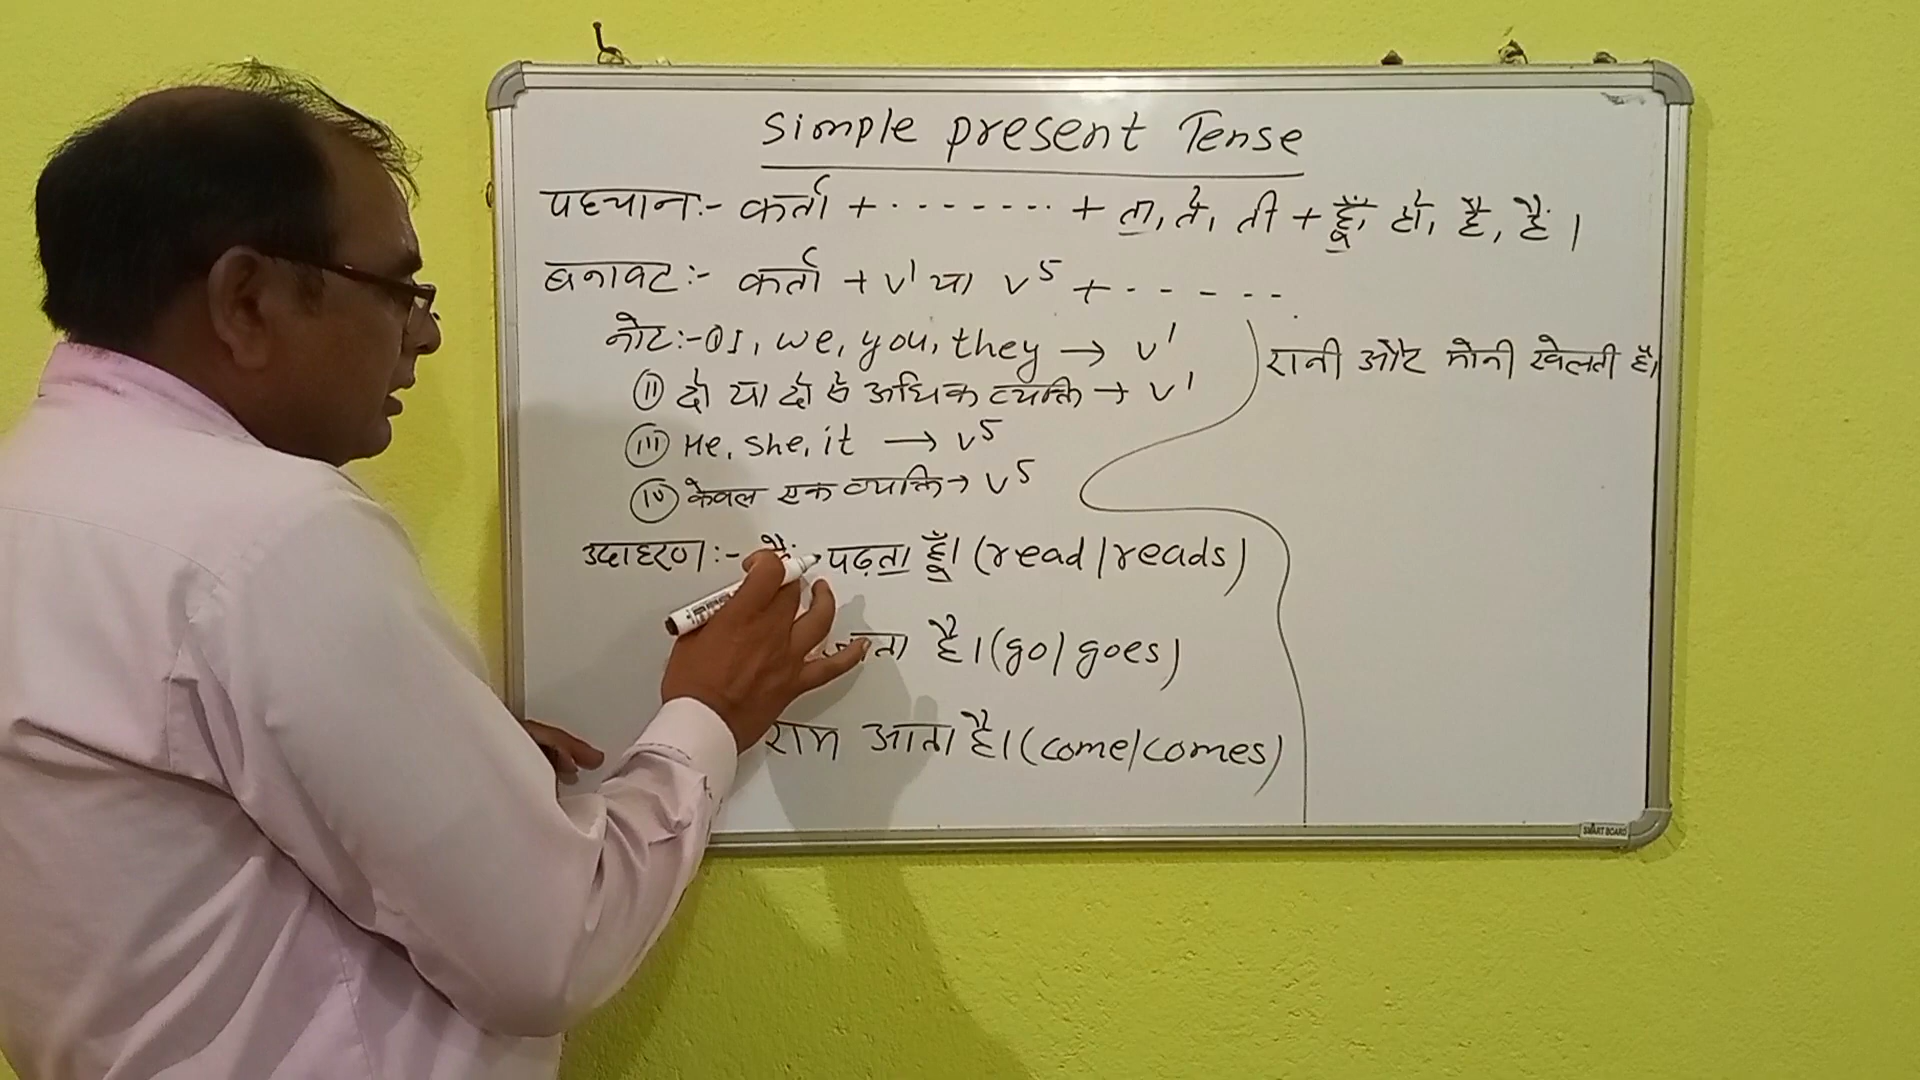 Simple present Tense
पहचान:- कर्ता + ........ + ता, ते, ती + हूँ, हो, है, हैं।
बनावट:- कर्ता + v¹ या v⁵ + - - - - -
नोट:- (i) I, we, you, they → v¹
(ii) दो या दो से अधिक व्यक्ति → v¹
(iii) He, She, it → v⁵
(iv) केवल एक व्यक्ति → v⁵
उदाहरण:- पढ़ता हूँ। (read/reads)
जाता है। (go/goes)
राम आता है। (come/comes)
रानी और मोनी खेलती है।
SMART BOARD